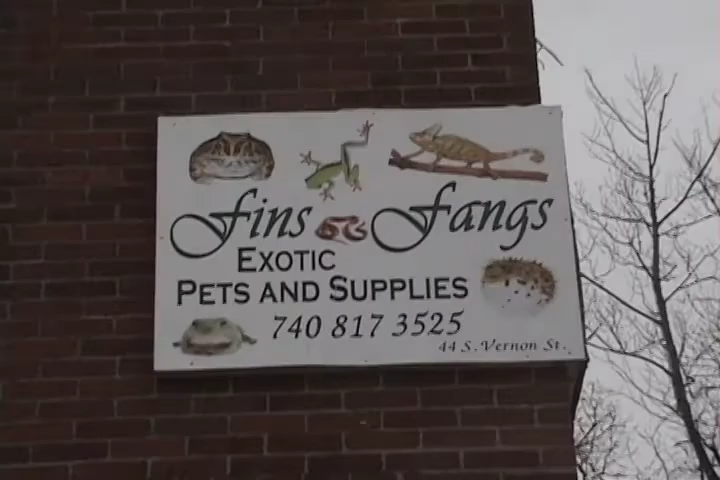 Fins & Fangs
EXOTIC
PETS AND SUPPLIES
740 817 3525
44 S. Vernon St.